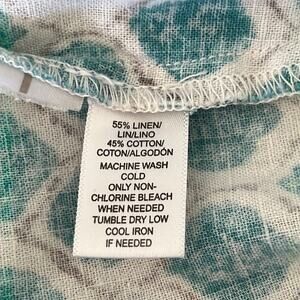 55% LINEN/
LIN/LINO
45% COTTON/
COTON/ALGODÓN
MACHINE WASH
COLD
ONLY NON-
CHLORINE BLEACH
WHEN NEEDED
TUMBLE DRY LOW
COOL IRON
IF NEEDED